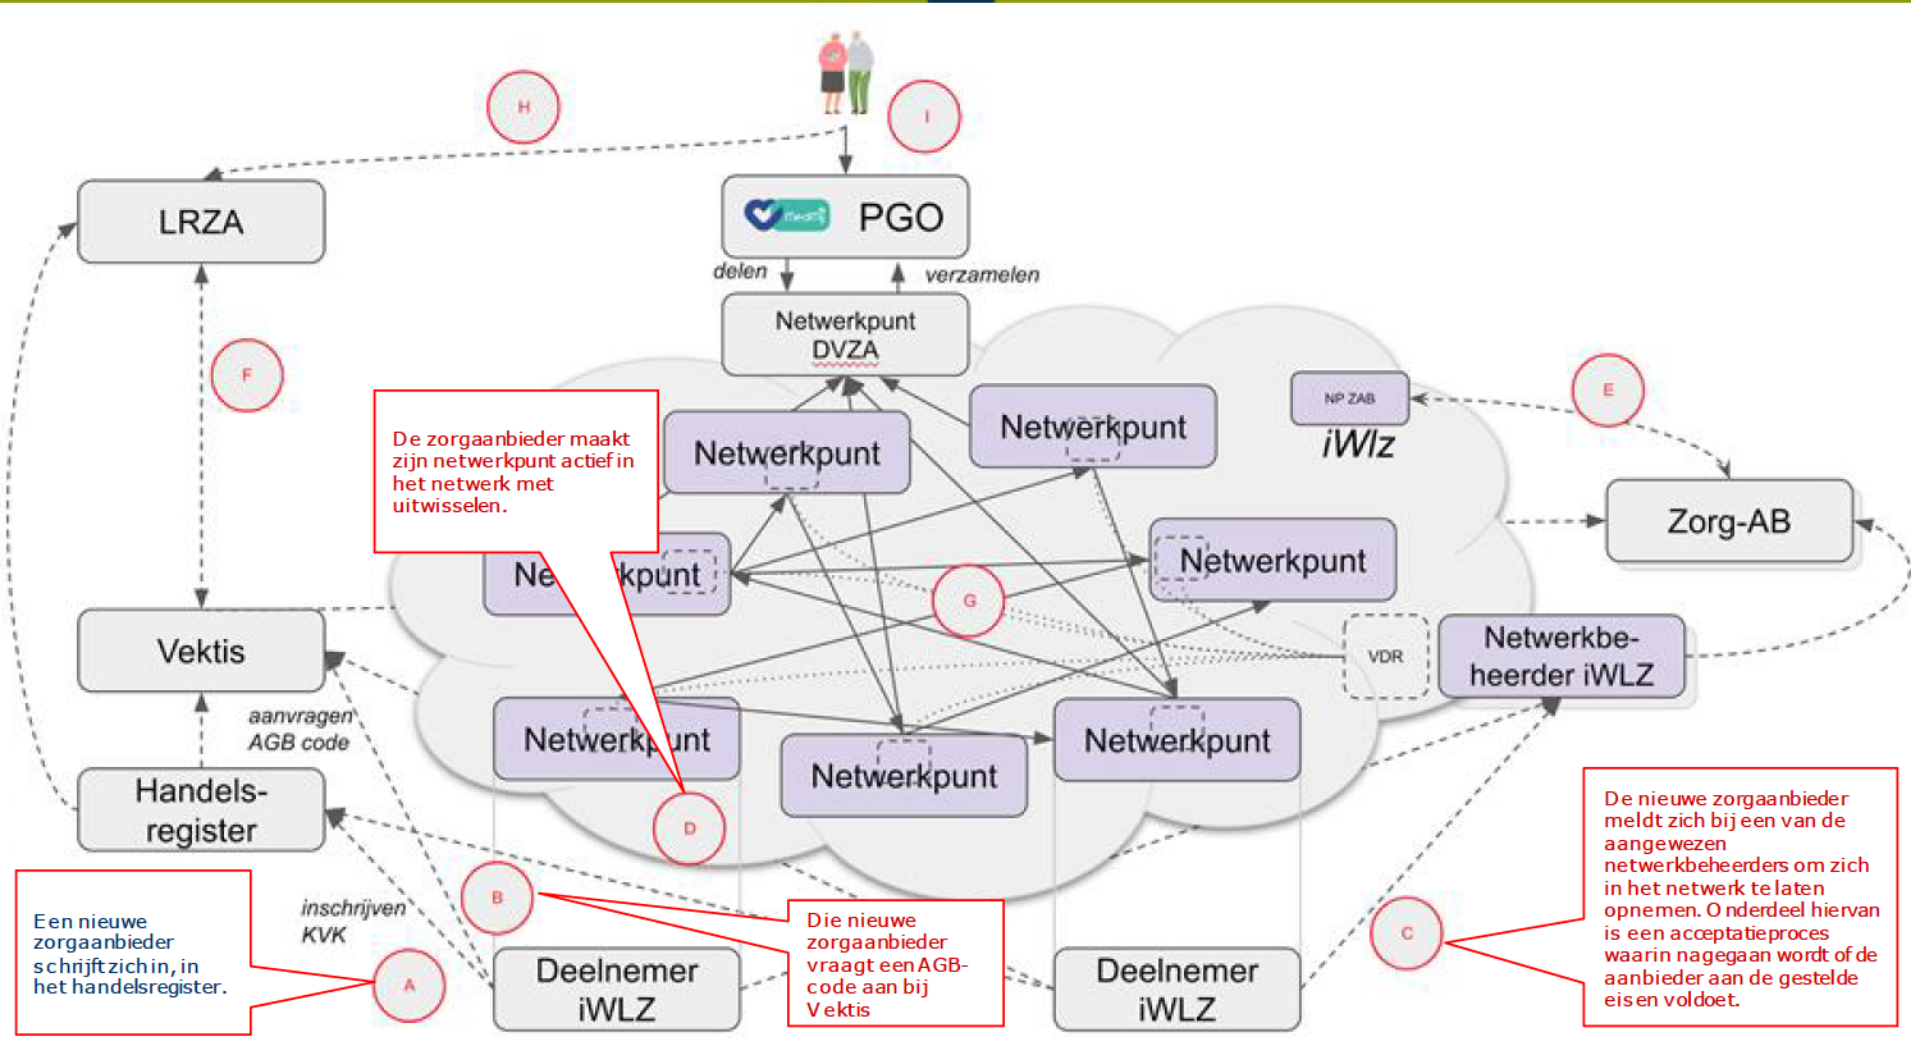 H
I
LRZA
MedMij
PGO
delen
verzamelen
Netwerkpunt
DVZA
F
E
NP ZAB
iWlz
De zorgaanbieder maakt
zijn netwerkpunt actief in
het netwerk met
uitwisselen.
Netwerkpunt
Netwerkpunt
Zorg-AB
Ne kpunt
Netwerkpunt
G
Vektis
VDR
Netwerkbe-
heerder iWLZ
aanvragen
AGB code
Netwerkpunt
Netwerkpunt
Netwerkpunt
Handels-
register
D
De nieuwe zorgaanbieder
meldt zich bij een van de
aangewezen
netwerkbeheerders om zich
in het netwerk te laten
opnemen. Onderdeel hiervan
is een acceptatieproces
waarin nagegaan wordt of de
aanbieder aan de gestelde
eisen voldoet.
B
C
inschrijven
KVK
Een nieuwe
zorgaanbieder
schrijft zich in, in
het handelsregister.
A
Die nieuwe
zorgaanbieder
vraagt een AGB-
code aan bij
Vektis
Deelnemer
iWLZ
Deelnemer
iWLZ